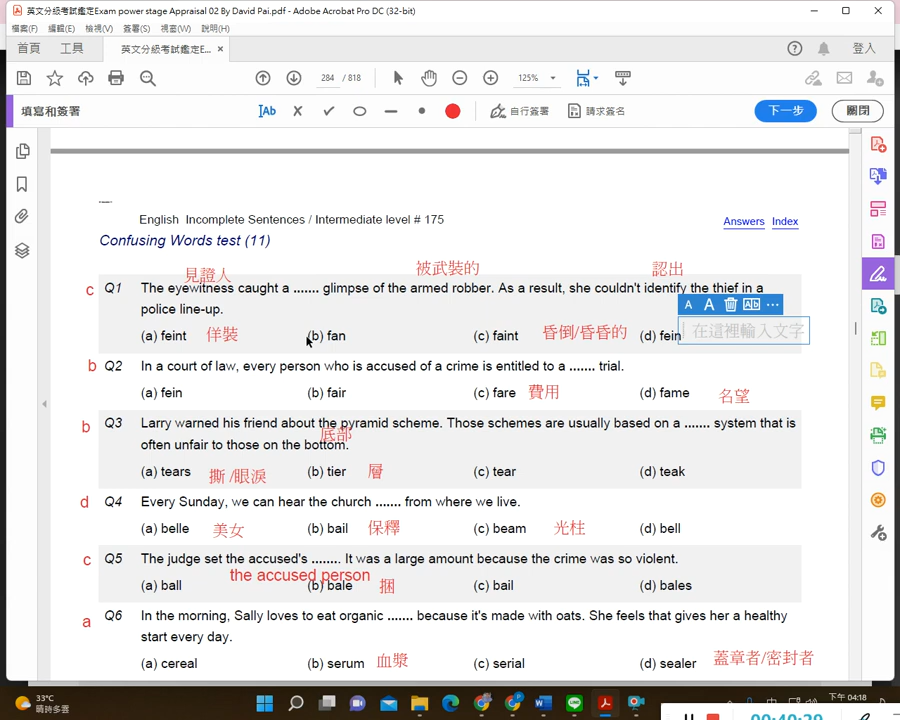 英文分級考試鑑定Exam power stage Appraisal 02 By David Pai.pdf - Adobe Acrobat Pro DC (32-bit)
檔案(F) 編輯(E) 檢視(V) 簽署(S) 視窗(W) 說明(H)
首頁 工具 英文分級考試鑑定E... × 登入
284 / 818 125%
填寫和簽署 Ab 自行簽署 請求簽名 下一步 關閉
English Incomplete Sentences / Intermediate level # 175 Answers Index
Confusing Words test (11)
見證人 被武裝的 認出
c Q1 The eyewitness caught a ....... glimpse of the armed robber. As a result, she couldn't identify the thief in a
police line-up.
A A Ab ...
(a) feint 佯裝 (b) fan (c) faint 昏倒/昏昏的 (d) fein 在這裡輸入文字
b Q2 In a court of law, every person who is accused of a crime is entitled to a ....... trial.
(a) fein (b) fair (c) fare 費用 (d) fame 名望
b Q3 Larry warned his friend about the pyramid scheme. Those schemes are usually based on a ....... system that is
often unfair to those on the bottom.
底部
(a) tears 撕 /眼淚 (b) tier 層 (c) tear (d) teak
d Q4 Every Sunday, we can hear the church ....... from where we live.
(a) belle 美女 (b) bail 保釋 (c) beam 光柱 (d) bell
c Q5 The judge set the accused's ........ It was a large amount because the crime was so violent.
the accused person
(a) ball (b) bale 捆 (c) bail (d) bales
a Q6 In the morning, Sally loves to eat organic ....... because it's made with oats. She feels that gives her a healthy
start every day.
(a) cereal (b) serum 血漿 (c) serial (d) sealer 蓋章者/密封者
33°C
晴時多雲
下午 04:18
00:40:29